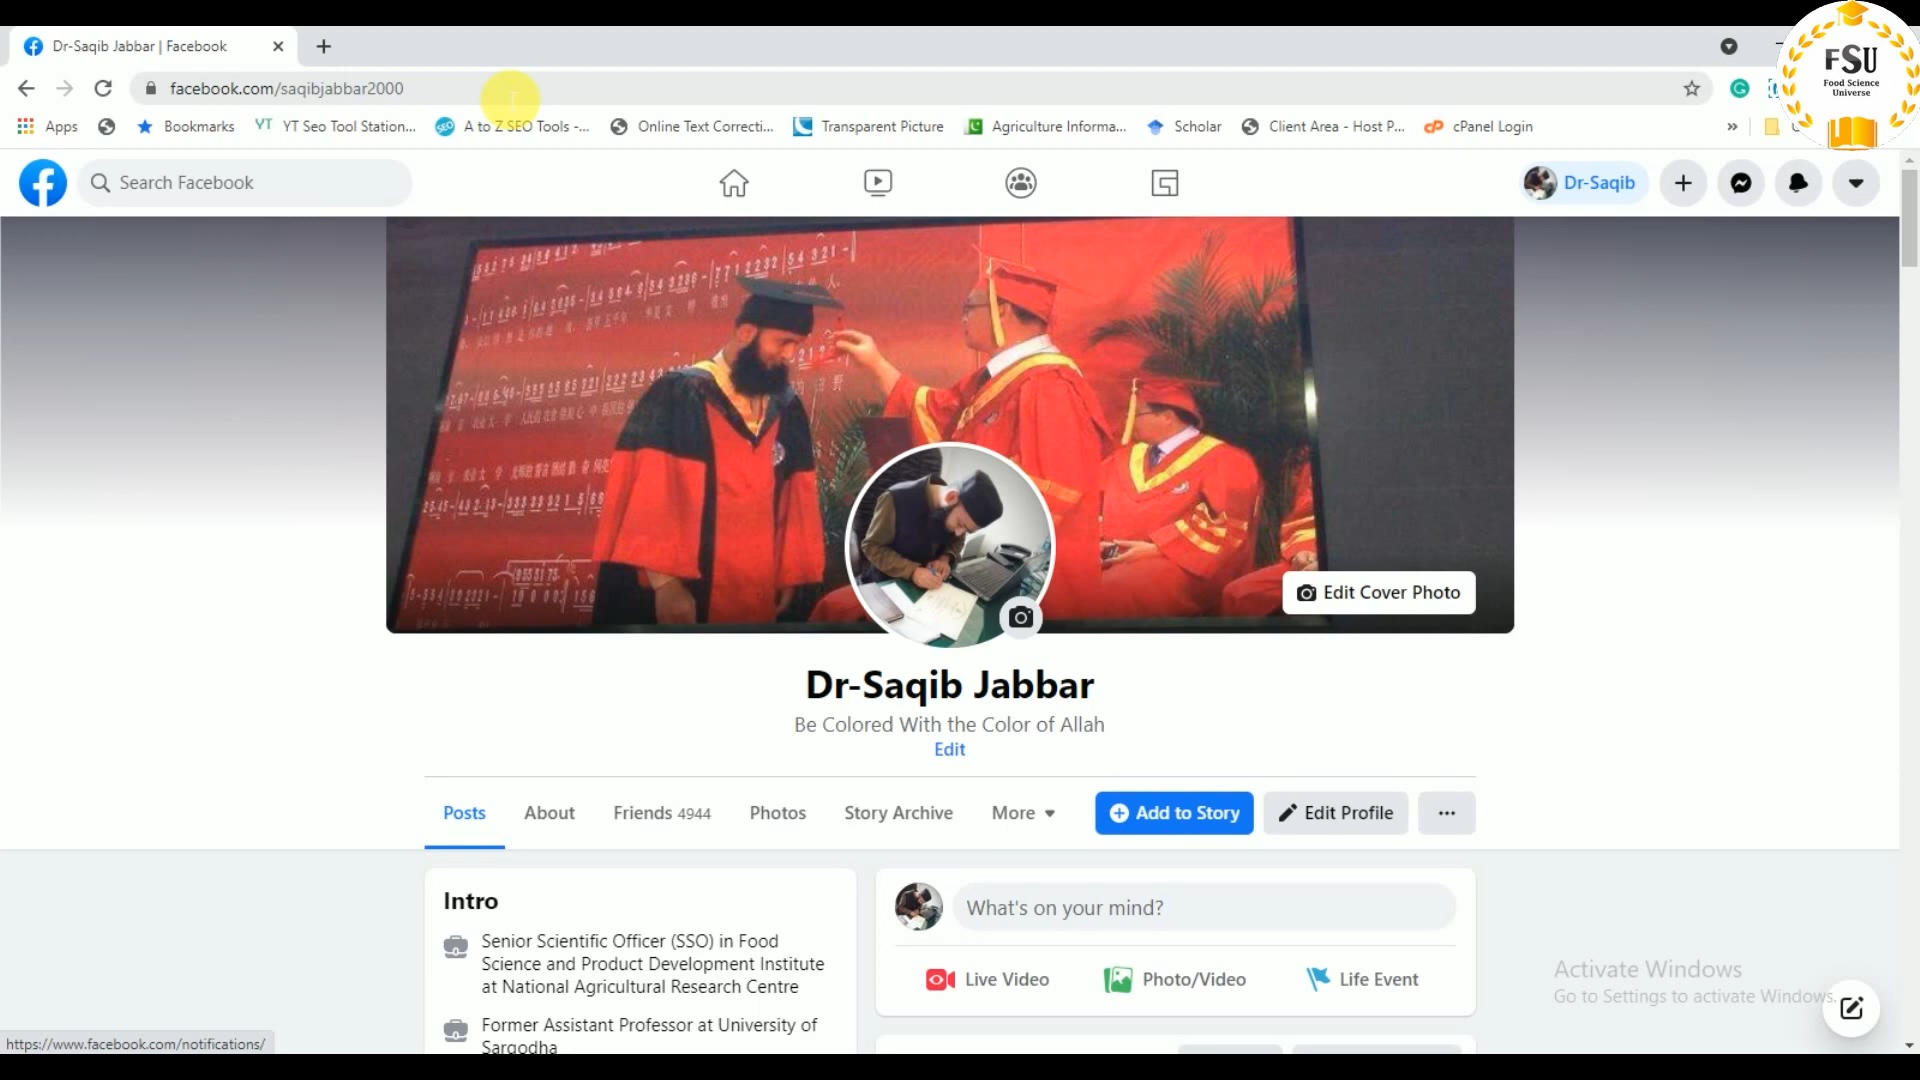 Dr-Saqib Jabbar | Facebook
FSU
Food Science
Universe
facebook.com/saqibjabbar2000
Apps
Bookmarks
YT Seo Tool Station...
A to Z SEO Tools -...
Online Text Correcti...
Transparent Picture
Agriculture Informa...
Scholar
Client Area - Host P...
cPanel Login
Search Facebook
Dr-Saqib
Edit Cover Photo
Dr-Saqib Jabbar
Be Colored With the Color of Allah
Edit
Posts
About
Friends 4944
Photos
Story Archive
More
Add to Story
Edit Profile
Intro
Senior Scientific Officer (SSO) in Food
Science and Product Development Institute
at National Agricultural Research Centre
Former Assistant Professor at University of
Sargodha
What's on your mind?
Live Video
Photo/Video
Life Event
Activate Windows
Go to Settings to activate Windows.
https://www.facebook.com/notifications/